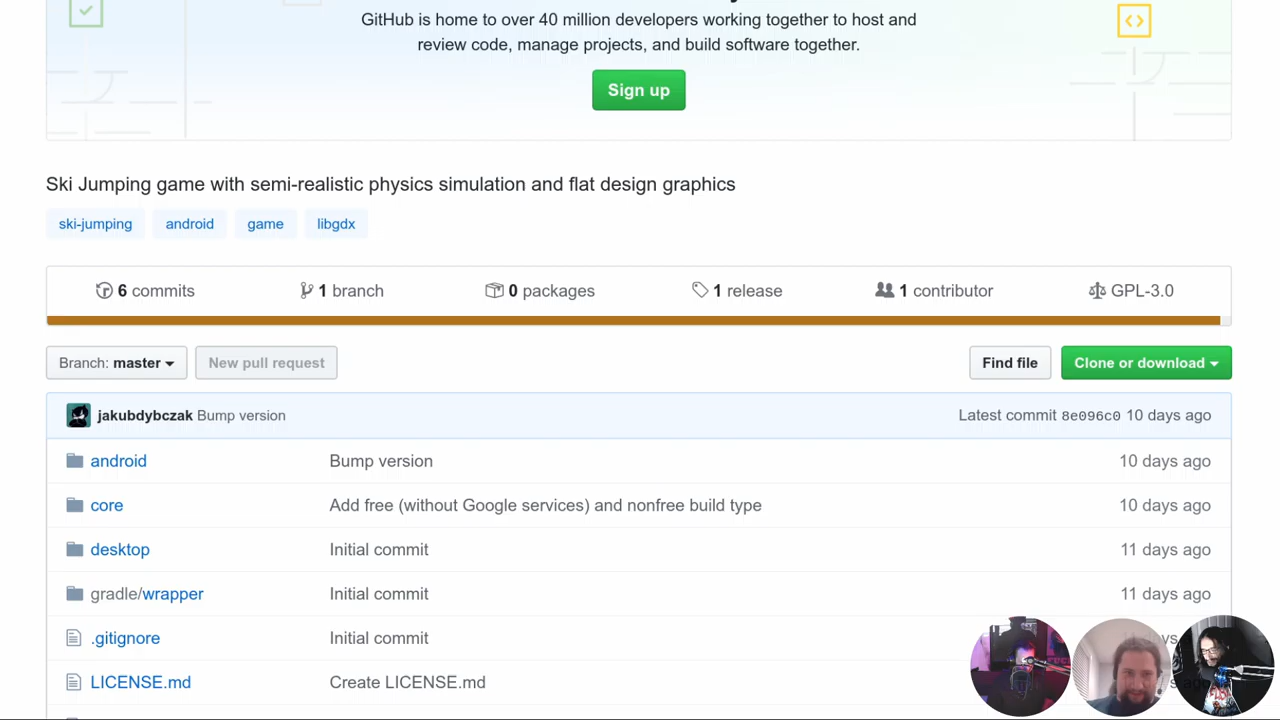 GitHub is home to over 40 million developers working together to host and
review code, manage projects, and build software together.
Sign up
Ski Jumping game with semi-realistic physics simulation and flat design graphics
ski-jumping android game libgdx
6 commits 1 branch 0 packages 1 release 1 contributor GPL-3.0
Branch: master New pull request Find file Clone or download
jakubdybczak Bump version Latest commit 8e096c0 10 days ago
android Bump version 10 days ago
core Add free (without Google services) and nonfree build type 10 days ago
desktop Initial commit 11 days ago
gradle/wrapper Initial commit 11 days ago
.gitignore Initial commit
LICENSE.md Create LICENSE.md